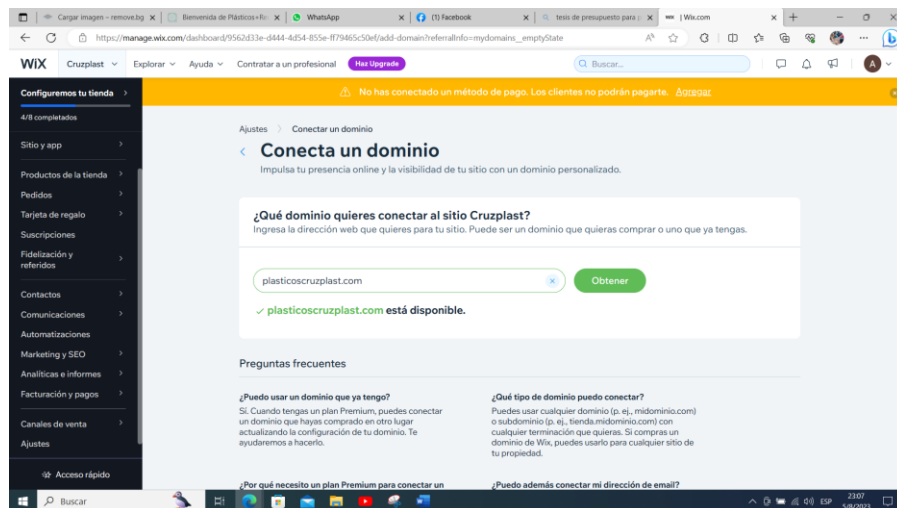 Cargar imagen – remove.bg
Bienvenida de Plásticos
WhatsApp
(1) Facebook
tesis de presupuesto para
| Wix.com
https://manage.wix.com/dashboard/9562d33e-d444-4d54-855e-ff79465c50ef/add-domain?referralInfo=mydomains_emptyState
WiX
Cruzplast
Explorar
Ayuda
Contratar a un profesional
Haz Upgrade
Buscar...
A
Configuremos tu tienda
4/8 completados
No has conectado un método de pago. Los clientes no podrán pagarte. Agregar
Sitio y app
Productos de la tienda
Pedidos
Tarjeta de regalo
Suscripciones
Fidelización y
referidos
Contactos
Comunicaciones
Automatizaciones
Marketing y SEO
Analíticas e informes
Facturación y pagos
Canales de venta
Ajustes
Acceso rápido
Ajustes > Conectar un dominio
Conecta un dominio
Impulsa tu presencia online y la visibilidad de tu sitio con un dominio personalizado.
¿Qué dominio quieres conectar al sitio Cruzplast?
Ingresa la dirección web que quieres para tu sitio. Puede ser un dominio que quieras comprar o uno que ya tengas.
plasticoscruzplast.com
Obtener
plasticoscruzplast.com está disponible.
Preguntas frecuentes
¿Puedo usar un dominio que ya tengo?
Sí. Cuando tengas un plan Premium, puedes conectar
un dominio que hayas comprado en otro lugar
actualizando la configuración de tu dominio. Te
ayudaremos a hacerlo.
¿Qué tipo de dominio puedo conectar?
Puedes usar cualquier dominio (p. ej., midominio.com)
o subdominio (p. ej., tienda.midominio.com) con
cualquier terminación que quieras. Si compras un
dominio de Wix, puedes usarlo para cualquier sitio de
tu propiedad.
¿Por qué necesito un plan Premium para conectar un
¿Puedo además conectar mi dirección de email?
Buscar
ESP
23:07
5/8/2023